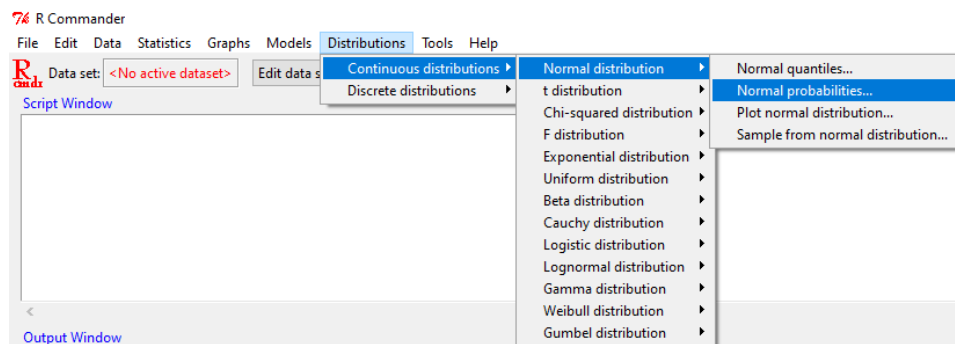 R Commander
File Edit Data Statistics Graphs Models Distributions Tools Help
R cmdr Data set: <No active dataset> Edit data s
Continuous distributions
Discrete distributions
Normal distribution
t distribution
Chi-squared distribution
F distribution
Exponential distribution
Uniform distribution
Beta distribution
Cauchy distribution
Logistic distribution
Lognormal distribution
Gamma distribution
Weibull distribution
Gumbel distribution
Normal quantiles...
Normal probabilities...
Plot normal distribution...
Sample from normal distribution...
Script Window
Output Window